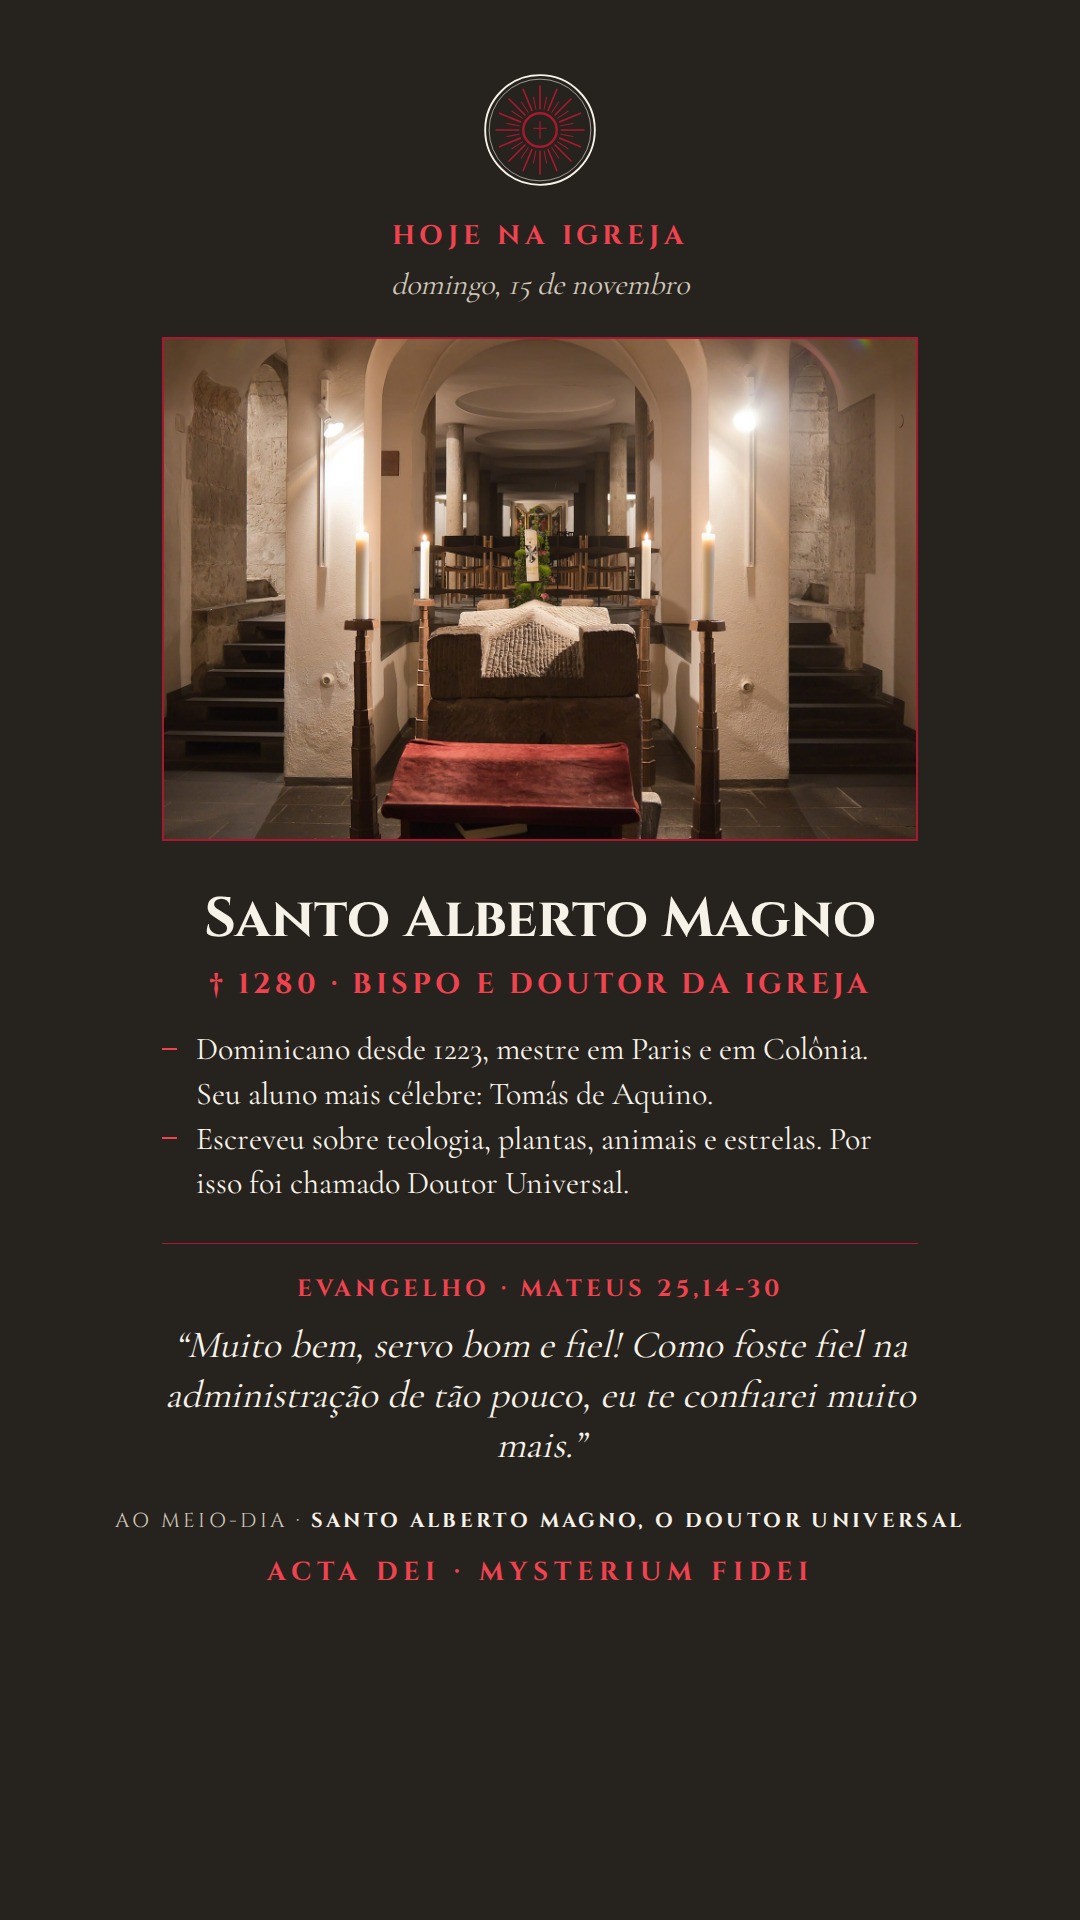 HOJE NA IGREJA
domingo, 15 de novembro
SANTO ALBERTO MAGNO
† 1280 · BISPO E DOUTOR DA IGREJA
– Dominicano desde 1223, mestre em Paris e em Colônia.
Seu aluno mais célebre: Tomás de Aquino.
– Escreveu sobre teologia, plantas, animais e estrelas. Por
isso foi chamado Doutor Universal.
EVANGELHO · MATEUS 25,14-30
“Muito bem, servo bom e fiel! Como foste fiel na
administração de tão pouco, eu te confiarei muito
mais.”
AO MEIO-DIA · SANTO ALBERTO MAGNO, O DOUTOR UNIVERSAL
ACTA DEI · MYSTERIUM FIDEI